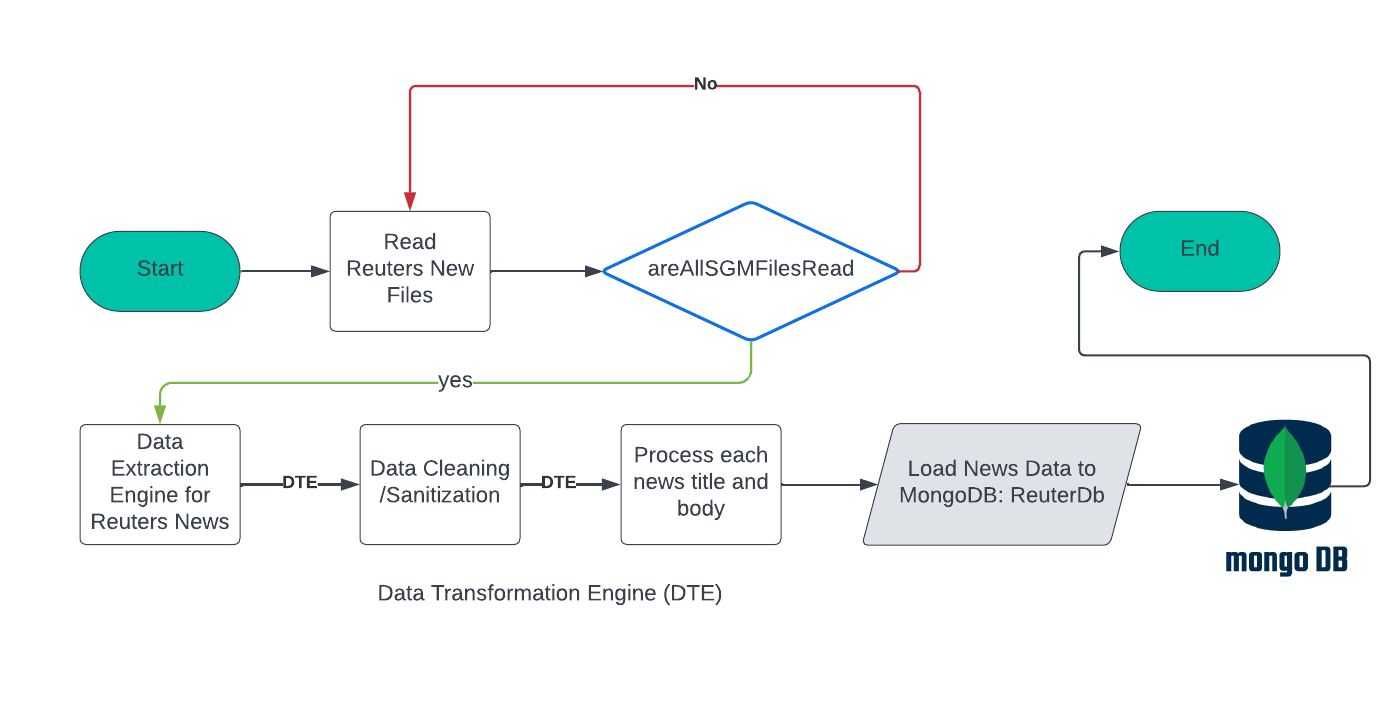 No
Start
Read
Reuters New
Files
areAllSGMFilesRead
End
yes
Data
Extraction
Engine for
Reuters News
DTE
Data Cleaning
/Sanitization
DTE
Process each
news title and
body
Load News Data to
MongoDB: ReuterDb
mongo DB
Data Transformation Engine (DTE)